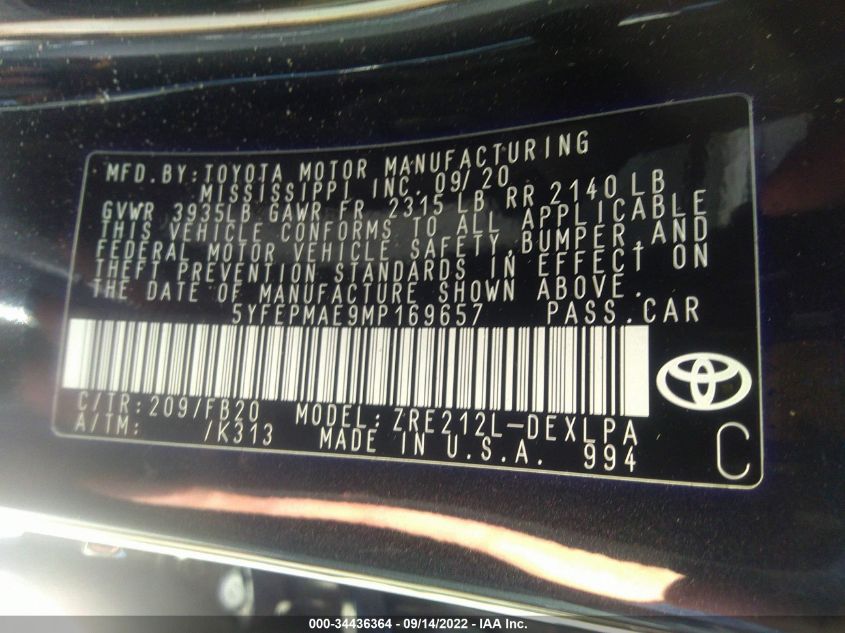 MFD.BY:TOYOTA MOTOR MANUFACTURING
MISSISSIPPI INC. 09/20
GVWR 3935LB GAWR FR 2315 LB RR 2140 LB
THIS VEHICLE CONFORMS TO ALL APPLICABLE
FEDERAL MOTOR VEHICLE SAFETY,BUMPER,AND
THEFT PREVENTION STANDARDS IN EFFECT ON
THE DATE OF MANUFACTURE SHOWN ABOVE.
5YFEPMAE9MP169657 PASS.CAR
C/TR:209/FB20 MODEL:ZRE212L-DEXLPA
A/TM: /K313 MADE IN U.S.A. 994
C
000-34436364 - 09/14/2022 - IAA Inc.